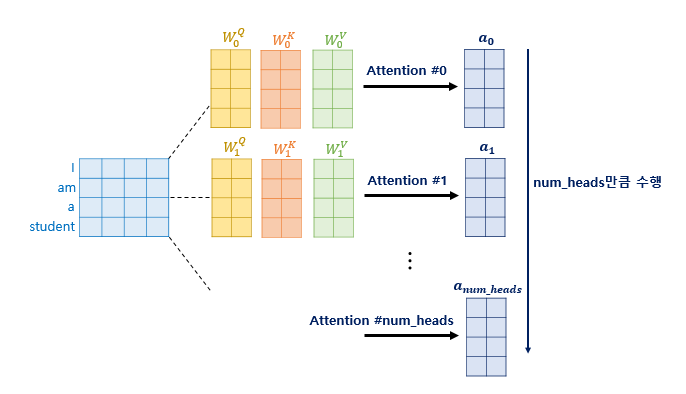 W_0^Q W_0^K W_0^V
a_0
Attention #0
W_1^Q W_1^K W_1^V
a_1
Attention #1
I
am
a
student
num_heads만큼 수행
⋮
a_num_heads
Attention #num_heads